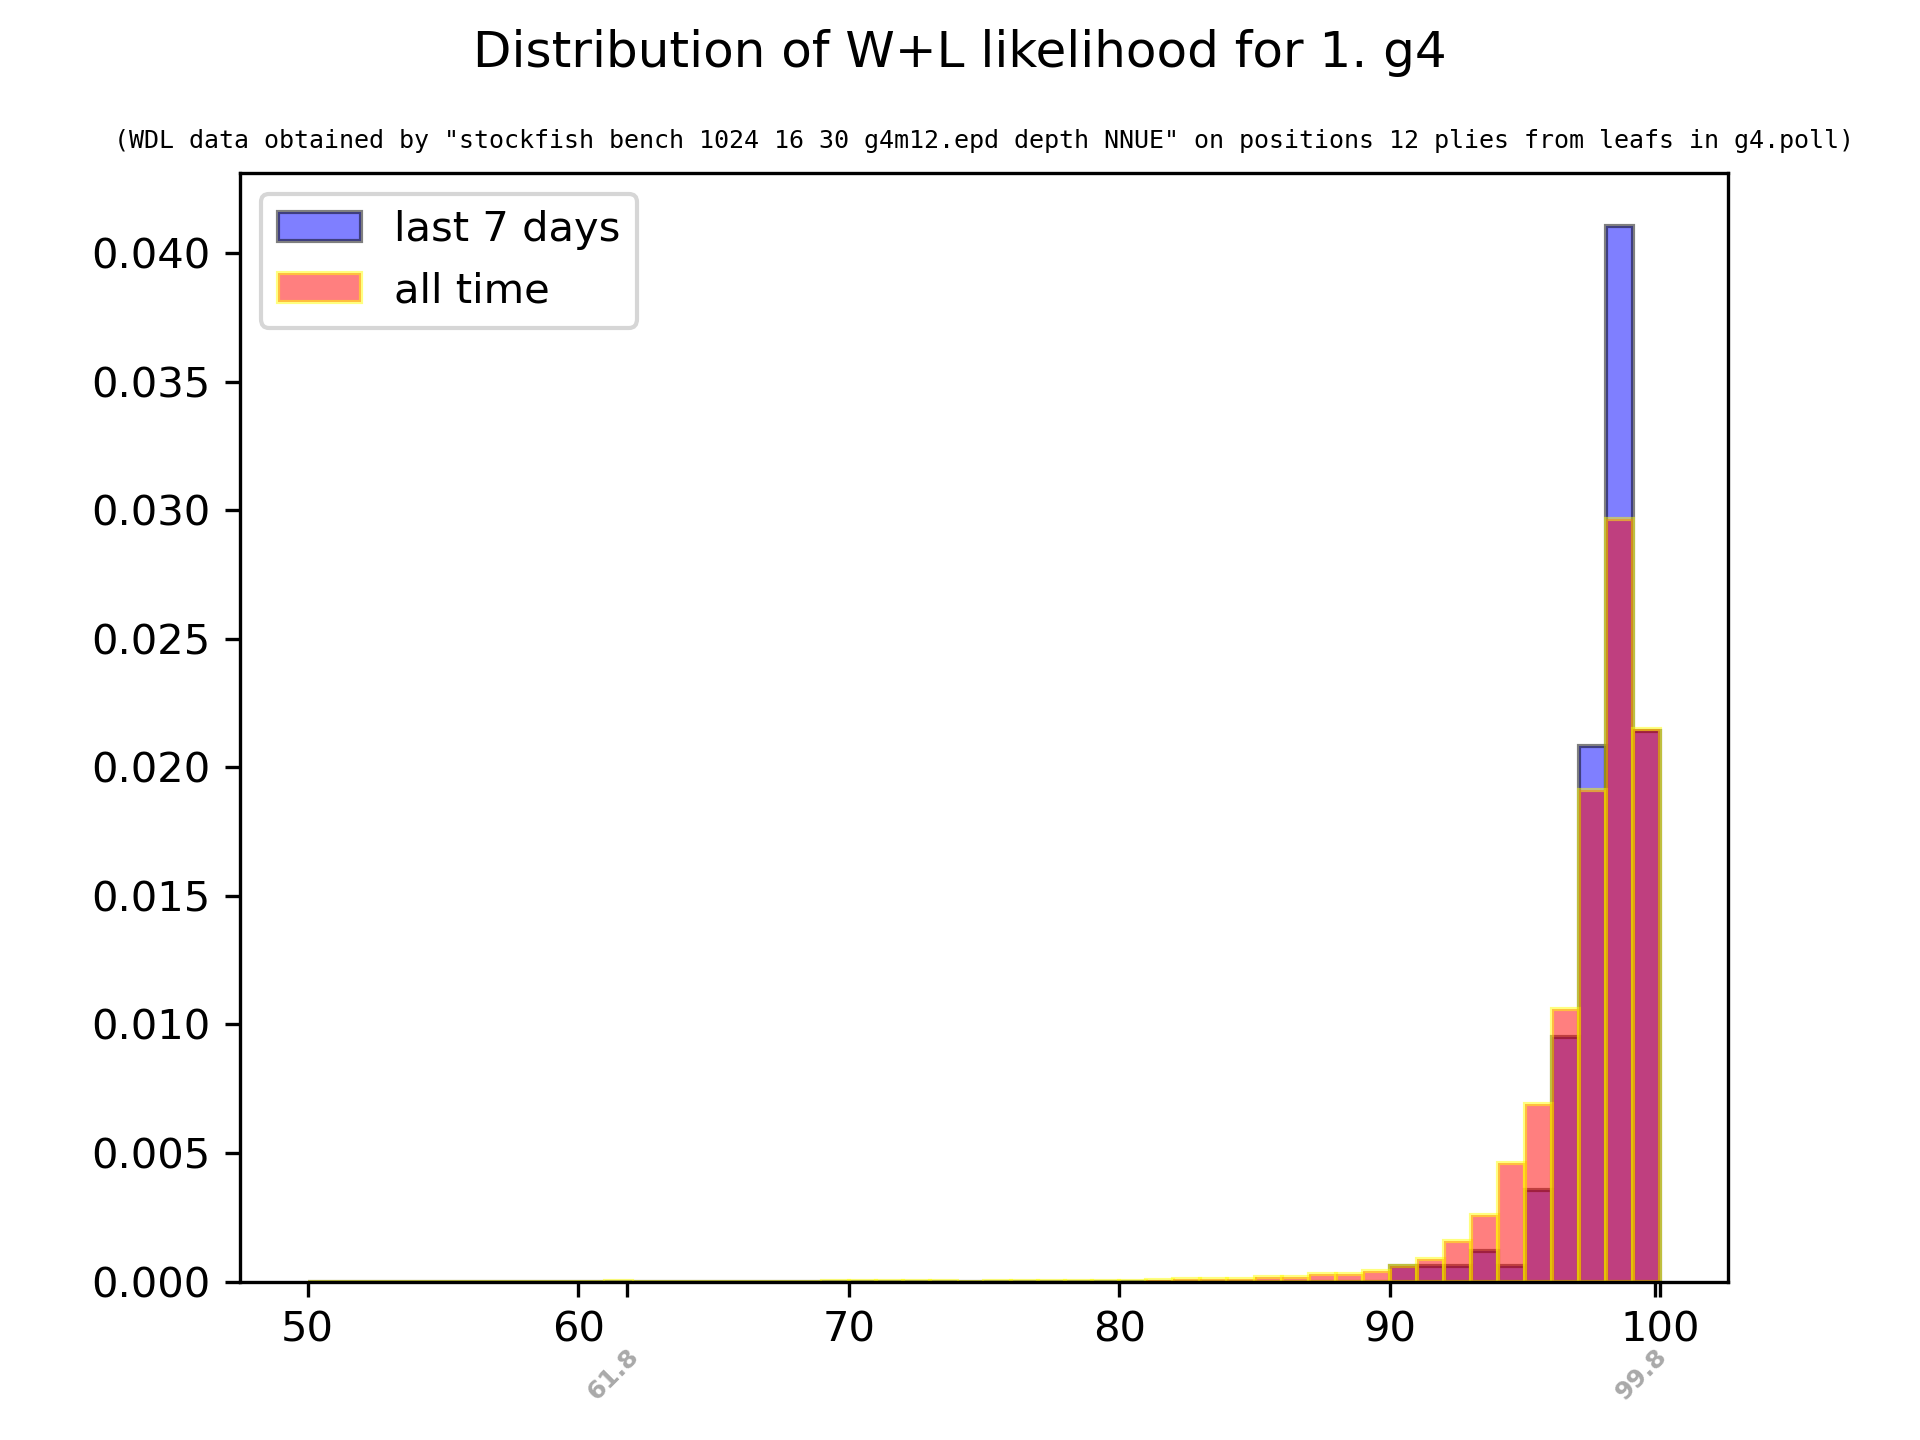 Distribution of W+L likelihood for 1. g4
(WDL data obtained by "stockfish bench 1024 16 30 g4m12.epd depth NNUE" on positions 12 plies from leafs in g4.poll)
last 7 days
all time
0.040
0.035
0.030
0.025
0.020
0.015
0.010
0.005
0.000
50 60 70 80 90 100
61.8 99.8